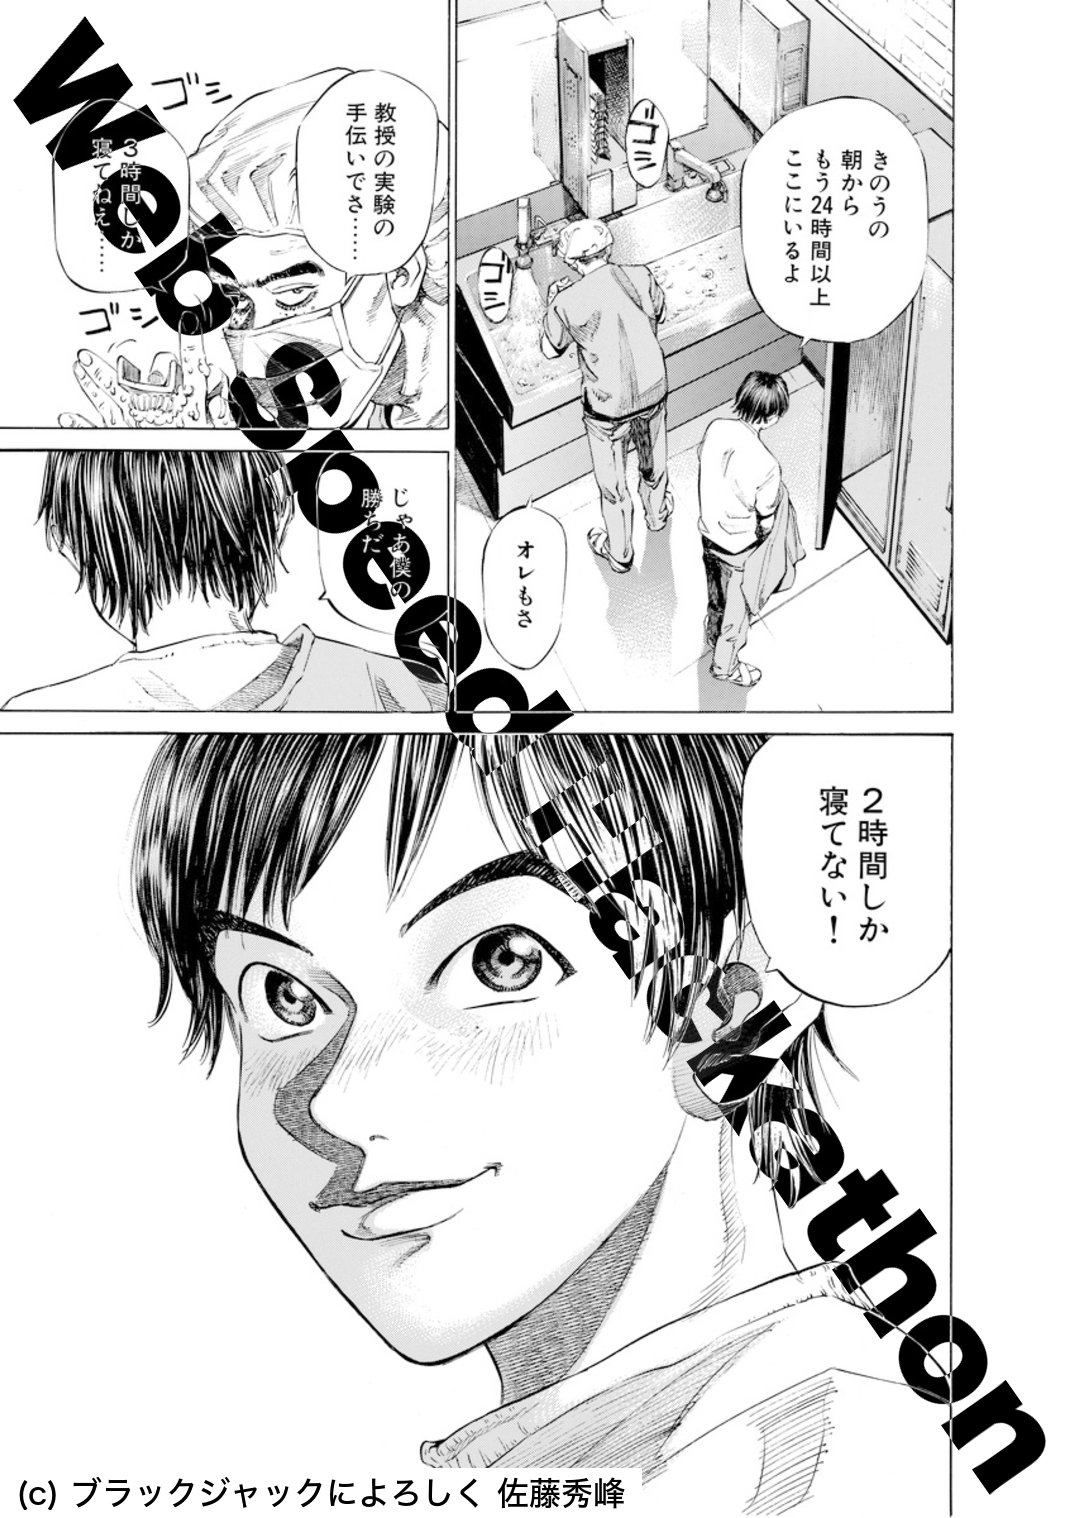 きのうの
朝から
もう24時間以上
ここにいるよ
ゴシ
ゴシ
オレもさ
教授の実験の
手伝いでさ……
ゴシ
3時間しか
寝てねえ……
ゴシ
じゃあ僕の
勝ちだ
2時間しか
寝てない！
Web Speed Hackathon
(c) ブラックジャックによろしく 佐藤秀峰